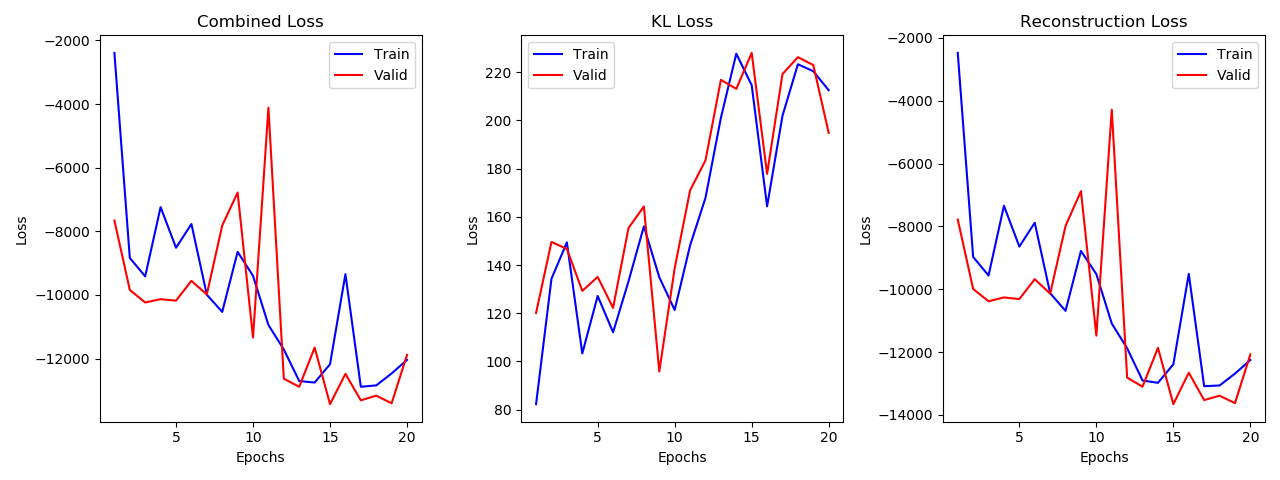 Combined Loss
−2000
−4000
−6000
−8000
−10000
−12000
Loss
Train
Valid
5
10
15
20
Epochs
KL Loss
220
200
180
160
140
120
100
80
Loss
Train
Valid
5
10
15
20
Epochs
Reconstruction Loss
−2000
−4000
−6000
−8000
−10000
−12000
−14000
Loss
Train
Valid
5
10
15
20
Epochs